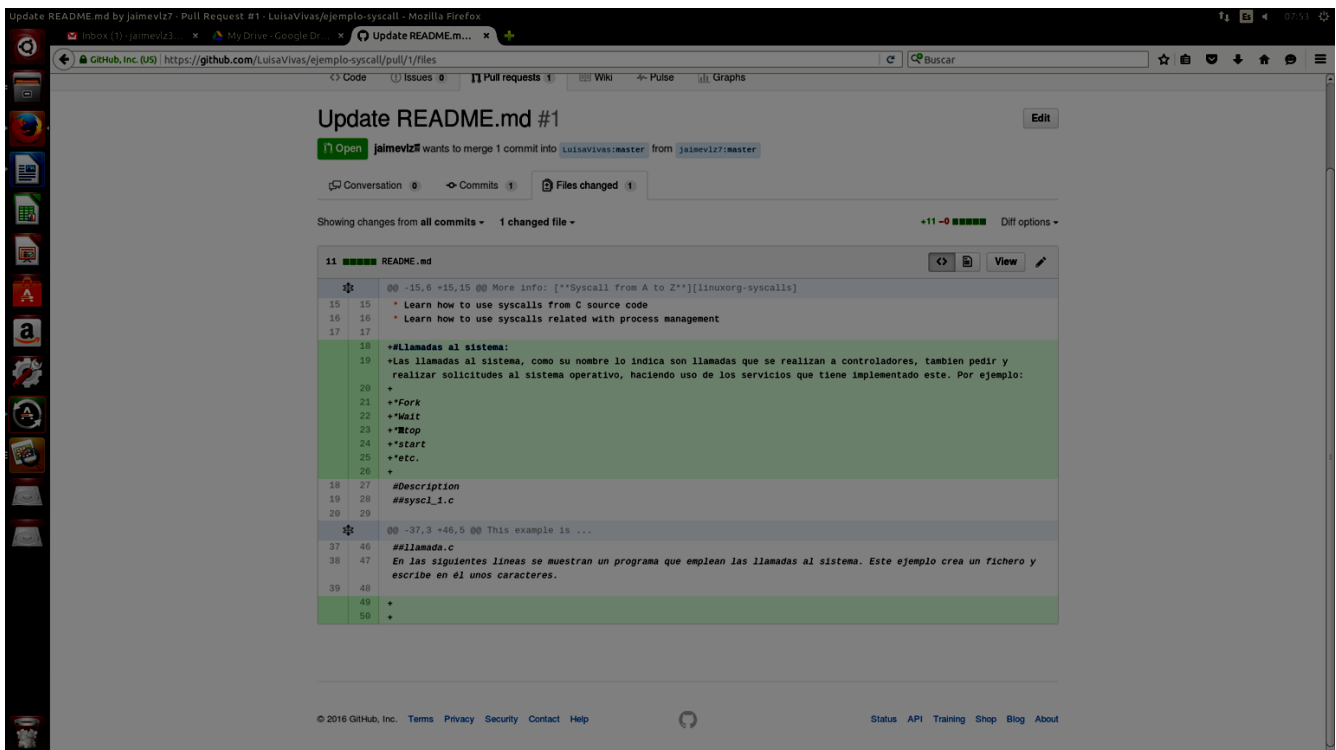 Update README.md by jaimevlz7 · Pull Request #1 · LuisaVivas/ejemplo-syscall - Mozilla Firefox
Es 07:53
Inbox (1) - jaimevlz3... × My Drive - Google Dr... × Update README.m... ×
GitHub, Inc. (US) https://github.com/LuisaVivas/ejemplo-syscall/pull/1/files Buscar
Code Issues 0 Pull requests 1 Wiki Pulse Graphs
Update README.md #1 Edit
Open wants to merge 1 commit into LuisaVivas:master from jaimevlz7:master
Conversation 0 Commits 1 Files changed 1
Showing changes from all commits 1 changed file +11 −0 Diff options
11 README.md <> View
@@ -15,6 +15,15 @@ More info: [**Syscall from A to Z**][linuxorg-syscalls]
15 15 * Learn how to use syscalls from C source code
16 16 * Learn how to use syscalls related with process management
17 17
18 +#Llamadas al sistema:
19 +Las llamadas al sistema, como su nombre lo indica son llamadas que se realizan a controladores, tambien pedir y
realizar solicitudes al sistema operativo, haciendo uso de los servicios que tiene implementado este. Por ejemplo:
20 +
21 +*Fork
22 +*Wait
23
24 +*start
25 +*etc.
26 +
18 27 #Description
19 28 ##syscl_1.c
20 29
@@ -37,3 +46,5 @@ This example is ...
37 46 ##llamada.c
38 47 En las siguientes líneas se muestran un programa que emplean las llamadas al sistema. Este ejemplo crea un fichero y
escribe en él unos caracteres.
39 48
49 +
50 +
© 2016 GitHub, Inc. Terms Privacy Security Contact Help Status API Training Shop Blog About